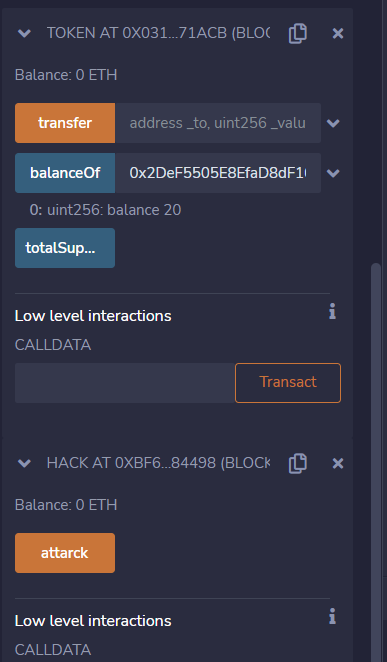 TOKEN AT 0X031...71ACB (BLOC
Balance: 0 ETH
transfer address _to, uint256 _valu
balanceOf 0x2DeF5505E8EfaD8dF1
0: uint256: balance 20
totalSup...
Low level interactions
CALLDATA
Transact
HACK AT 0XBF6...84498 (BLOCK
Balance: 0 ETH
attarck
Low level interactions
CALLDATA